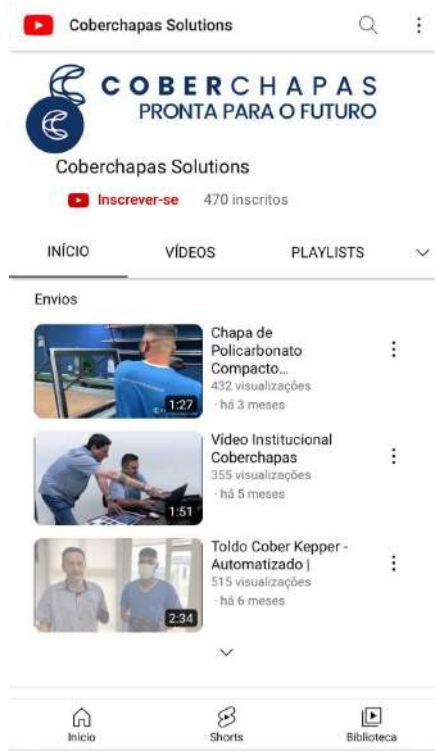 Coberchapas Solutions
COBERCHAPAS
PRONTA PARA O FUTURO
Coberchapas Solutions
Inscrever-se 470 inscritos
INÍCIO VÍDEOS PLAYLISTS
Envios
Chapa de
Policarbonato
Compacto...
432 visualizações
· há 3 meses
1:27
Vídeo Institucional
Coberchapas
355 visualizações
· há 5 meses
1:51
Toldo Cober Kepper -
Automatizado |
515 visualizações
· há 6 meses
2:34
Início Shorts Biblioteca